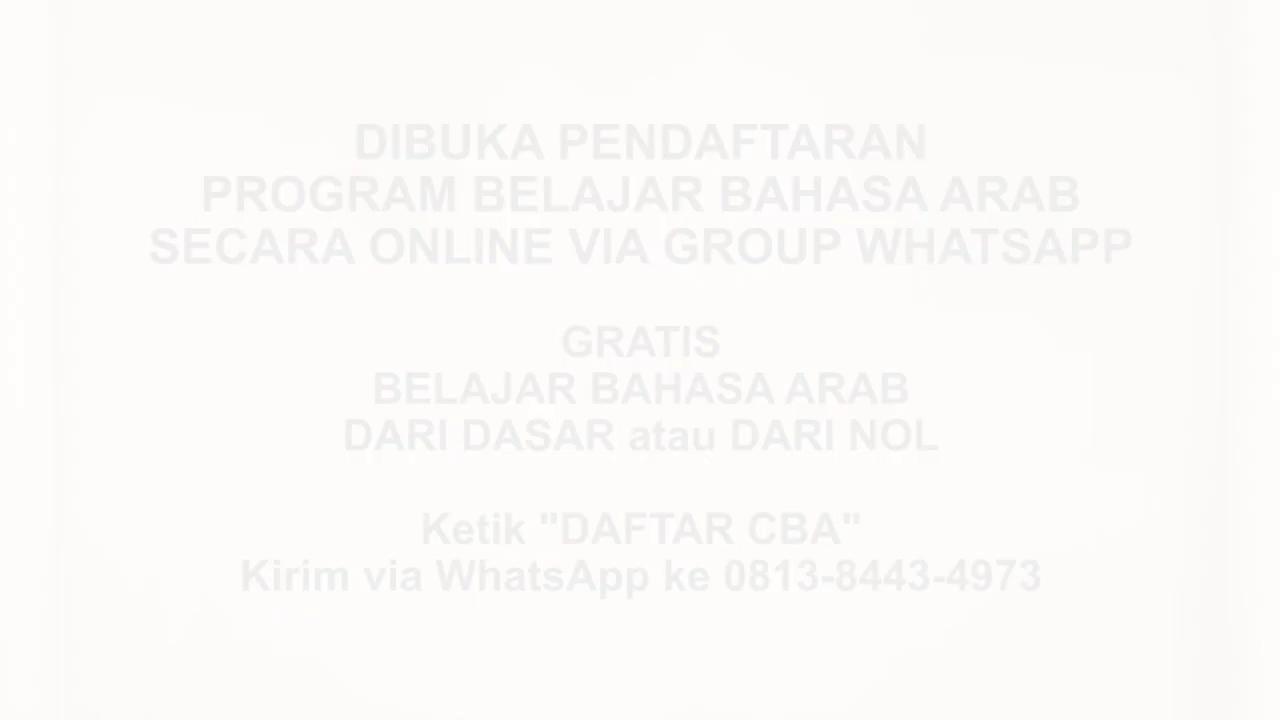 DIBUKA PENDAFTARAN
PROGRAM BELAJAR BAHASA ARAB
SECARA ONLINE VIA GROUP WHATSAPP
GRATIS
BELAJAR BAHASA ARAB
DARI DASAR atau DARI NOL
Ketik "DAFTAR CBA"
Kirim via WhatsApp ke 0813-8443-4973